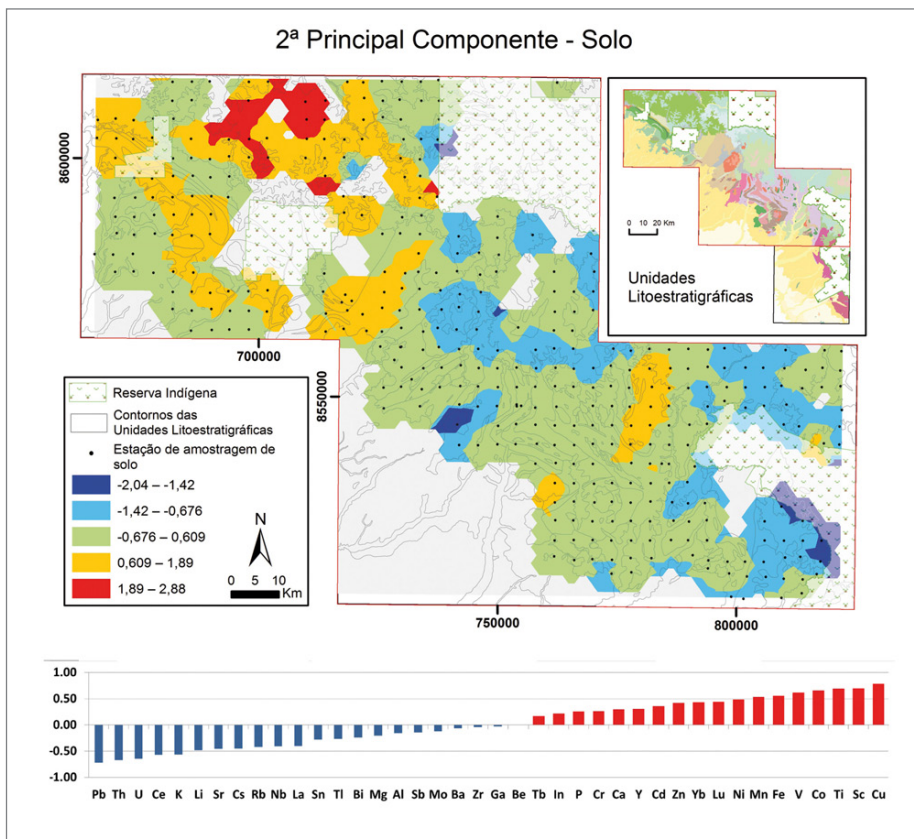 2ª Principal Componente - Solo
8600000
8550000
700000
750000
800000
0 10 20 Km
Unidades
Litoestratigráficas
Reserva Indígena
Contornos das
Unidades Litoestratigráficas
Estação de amostragem de
solo
-2,04 – -1,42
-1,42 – -0,676
-0,676 – 0,609
0,609 – 1,89
1,89 – 2,88
N
0 5 10
Km
1.00
0.50
0.00
-0.50
-1.00
Pb Th U Ce K Li Sr Cs Rb Nb La Sn Tl Bi Mg Al Sb Mo Ba Zr Ga Be Tb In P Cr Ca Y Cd Zn Yb Lu Ni Mn Fe V Co Ti Sc Cu